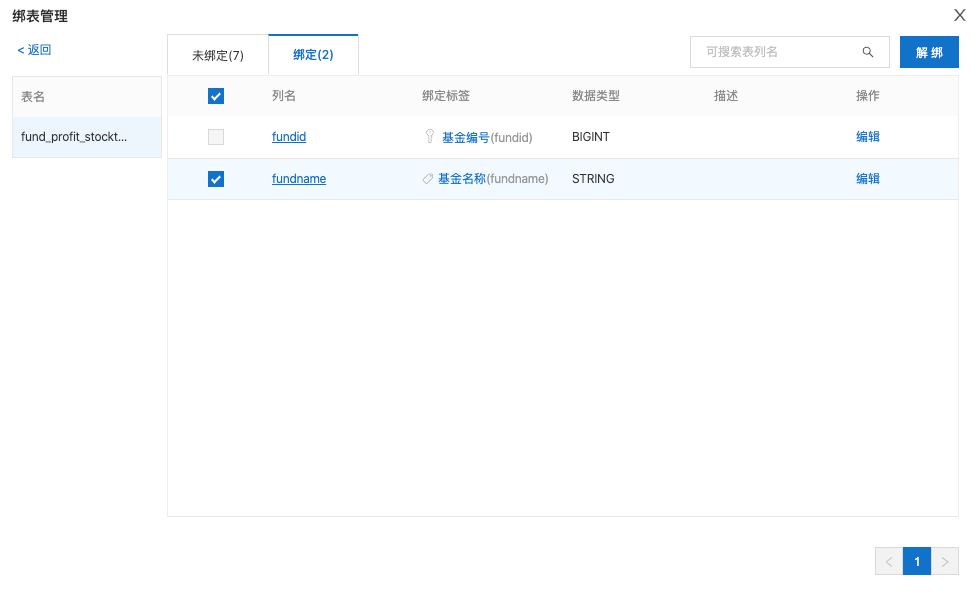 绑表管理
X
< 返回
未绑定(7)
绑定(2)
可搜索表列名
解 绑
表名
列名
绑定标签
数据类型
描述
操作
fund_profit_stockt...
fundid
基金编号(fundid)
BIGINT
编辑
fundname
基金名称(fundname)
STRING
编辑
< 1 >